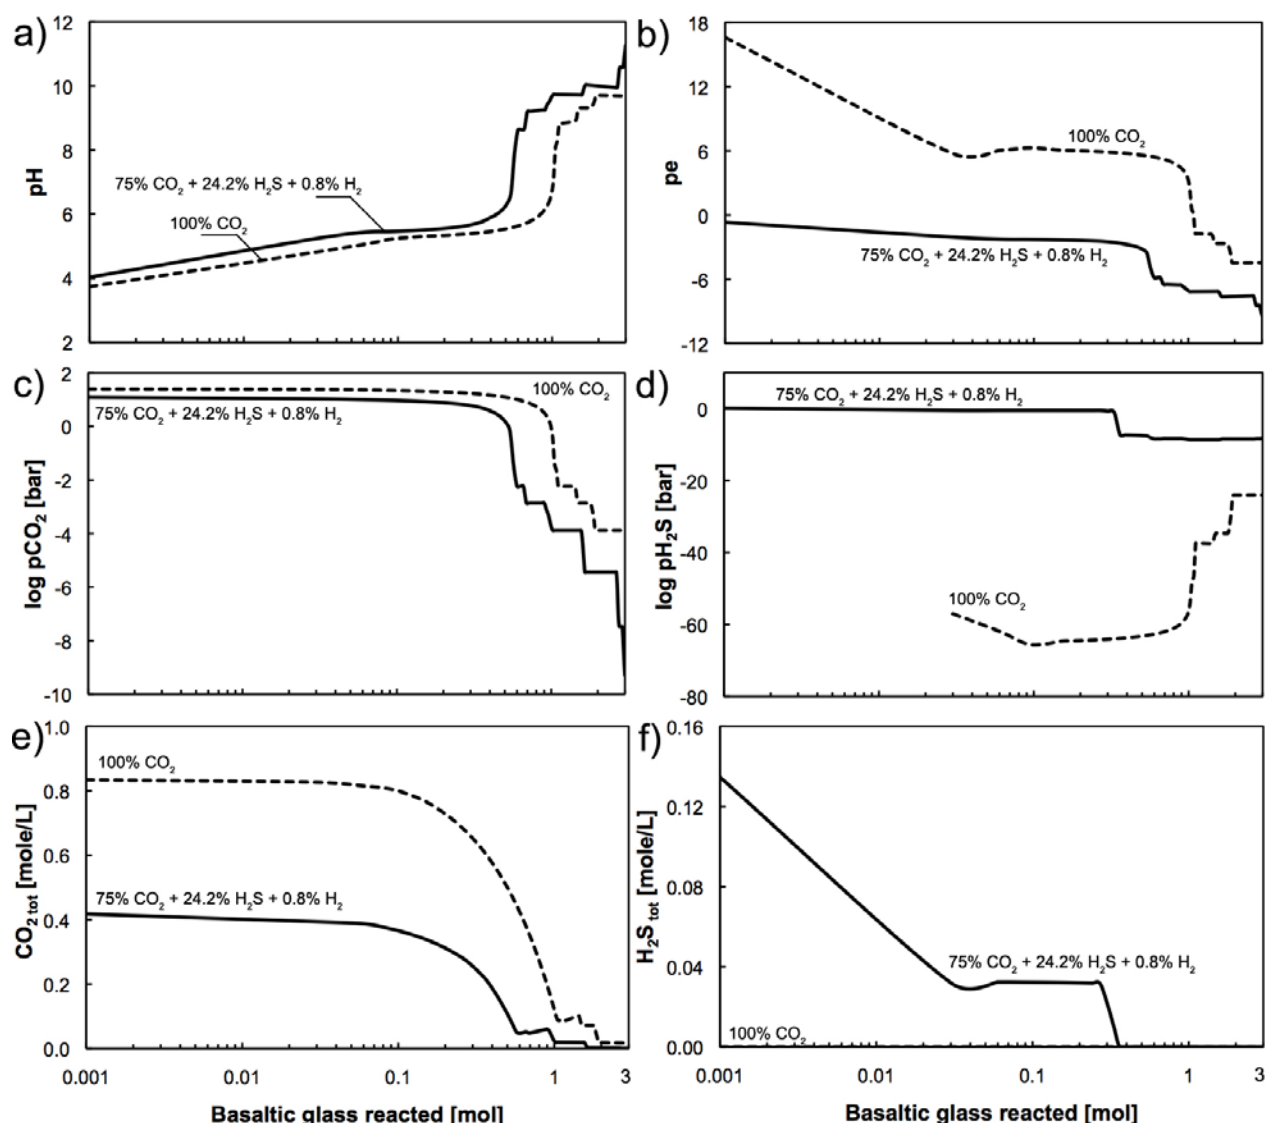 a)
12
10
8
6
4
2
pH
75% CO₂ + 24.2% H₂S + 0.8% H₂
100% CO₂
b)
18
12
6
0
-6
-12
pe
100% CO₂
75% CO₂ + 24.2% H₂S + 0.8% H₂
c)
2
0
-2
-4
-6
-8
-10
log pCO₂ [bar]
100% CO₂
75% CO₂ + 24.2% H₂S + 0.8% H₂
d)
0
-20
-40
-60
-80
log pH₂S [bar]
75% CO₂ + 24.2% H₂S + 0.8% H₂
100% CO₂
e)
1.0
0.8
0.6
0.4
0.2
0.0
CO₂ tot [mole/L]
100% CO₂
75% CO₂ + 24.2% H₂S + 0.8% H₂
0.001
0.01
0.1
1
3
Basaltic glass reacted [mol]
f)
0.16
0.12
0.08
0.04
0.00
H₂S tot [mole/L]
75% CO₂ + 24.2% H₂S + 0.8% H₂
100% CO₂
0.001
0.01
0.1
1
3
Basaltic glass reacted [mol]